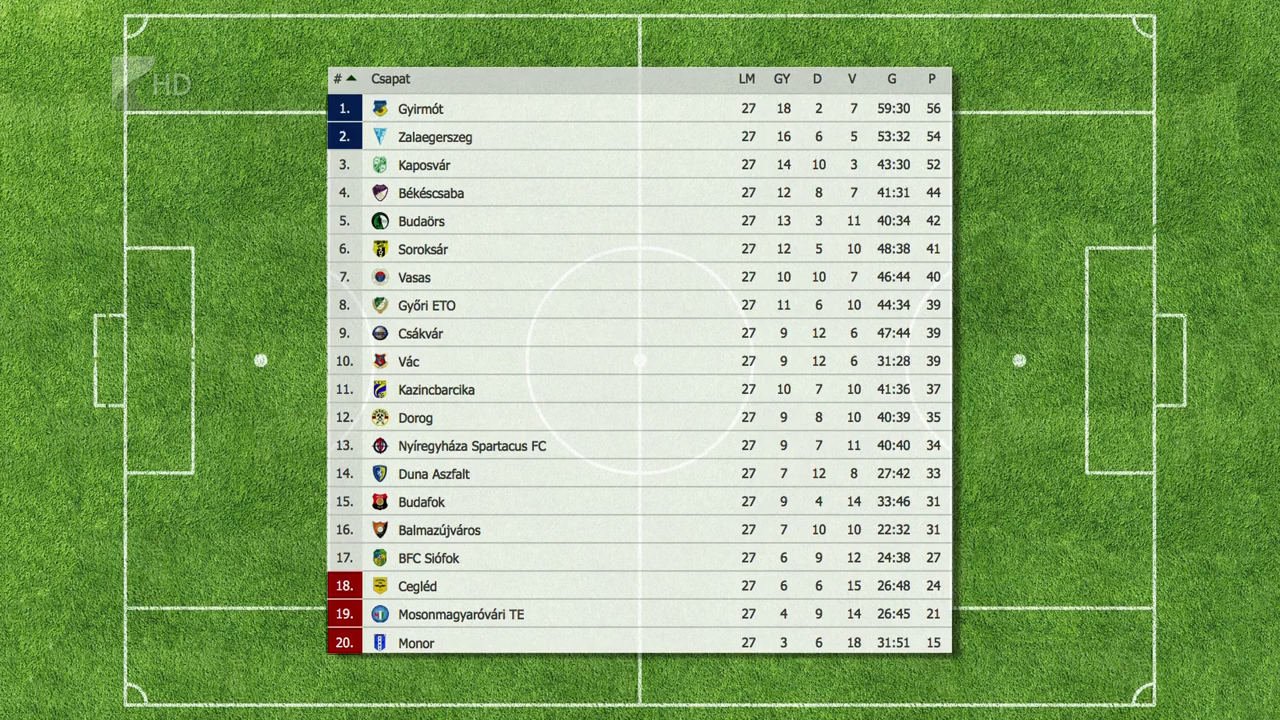 HD
# Csapat LM GY D V G P
1. Gyirmót 27 18 2 7 59:30 56
2. Zalaegerszeg 27 16 6 5 53:32 54
3. Kaposvár 27 14 10 3 43:30 52
4. Békéscsaba 27 12 8 7 41:31 44
5. Budaörs 27 13 3 11 40:34 42
6. Soroksár 27 12 5 10 48:38 41
7. Vasas 27 10 10 7 46:44 40
8. Győri ETO 27 11 6 10 44:34 39
9. Csákvár 27 9 12 6 47:44 39
10. Vác 27 9 12 6 31:28 39
11. Kazincbarcika 27 10 7 10 41:36 37
12. Dorog 27 9 8 10 40:39 35
13. Nyíregyháza Spartacus FC 27 9 7 11 40:40 34
14. Duna Aszfalt 27 7 12 8 27:42 33
15. Budafok 27 9 4 14 33:46 31
16. Balmazújváros 27 7 10 10 22:32 31
17. BFC Siófok 27 6 9 12 24:38 27
18. Cegléd 27 6 6 15 26:48 24
19. Mosonmagyaróvári TE 27 4 9 14 26:45 21
20. Monor 27 3 6 18 31:51 15